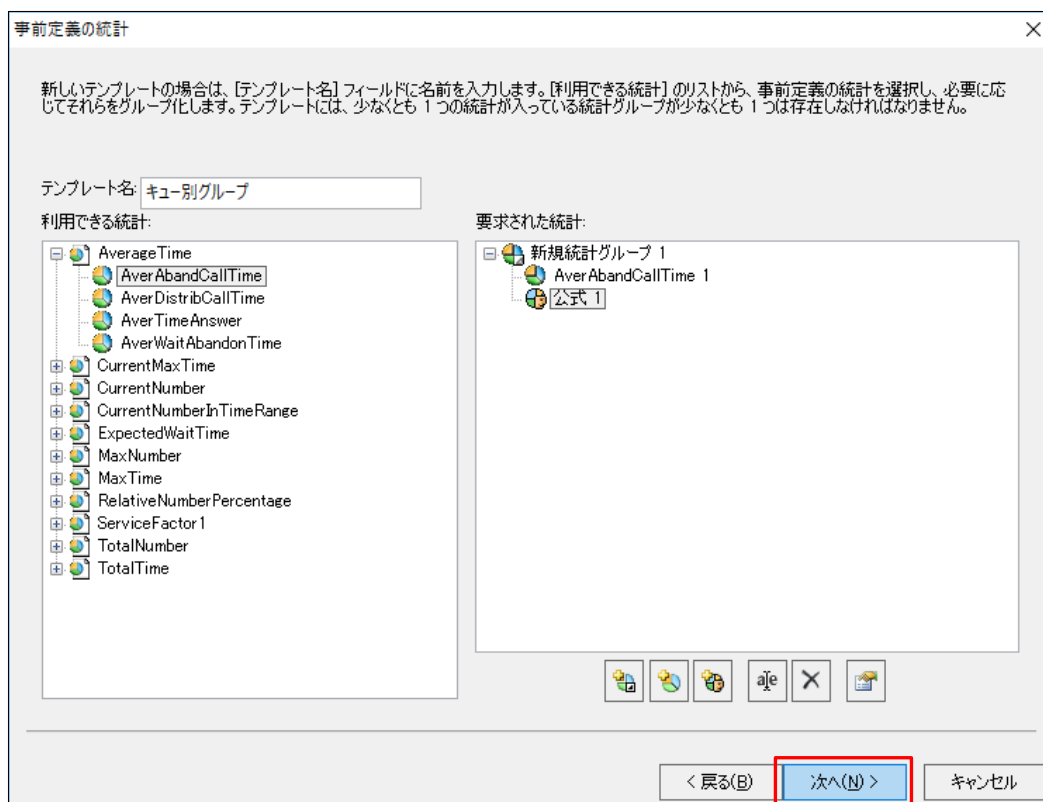 事前定義の統計
新しいテンプレートの場合は、[テンプレート名] フィールドに名前を入力します。[利用できる統計] のリストから、事前定義の統計を選択し、必要に応
じてそれらをグループ化します。テンプレートには、少なくとも 1 つの統計が入っている統計グループが少なくとも 1 つは存在しなければなりません。
テンプレート名: キュー別グループ
利用できる統計:
AverageTime
AverAbandCallTime
AverDistribCallTime
AverTimeAnswer
AverWaitAbandonTime
CurrentMaxTime
CurrentNumber
CurrentNumberInTimeRange
ExpectedWaitTime
MaxNumber
MaxTime
RelativeNumberPercentage
ServiceFactor1
TotalNumber
TotalTime
要求された統計:
新規統計グループ 1
AverAbandCallTime 1
公式 1
a|e
< 戻る(B)
次へ(N) >
キャンセル